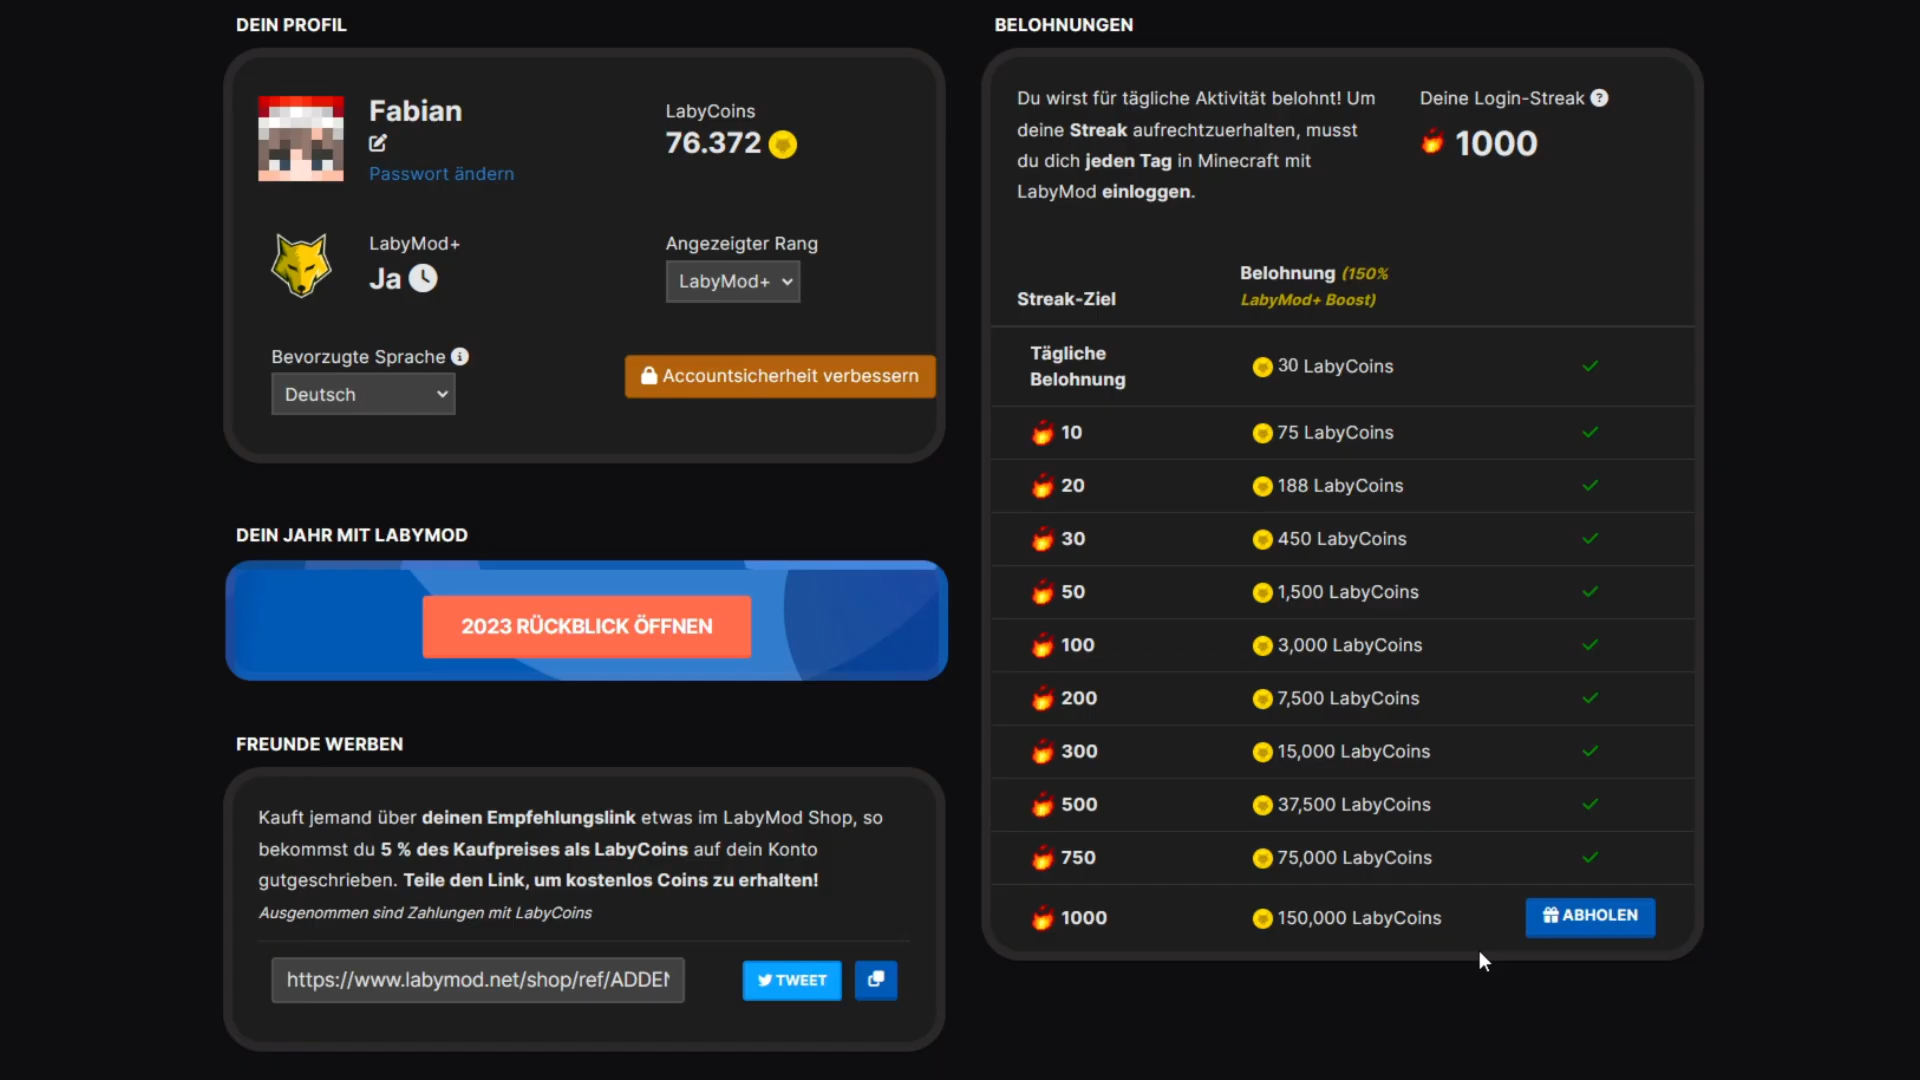 DEIN PROFIL
Fabian
Passwort ändern
LabyCoins
76.372
LabyMod+
Ja
Angezeigter Rang
LabyMod+
Bevorzugte Sprache
Deutsch
Accountsicherheit verbessern
DEIN JAHR MIT LABYMOD
2023 RÜCKBLICK ÖFFNEN
FREUNDE WERBEN
Kauft jemand über deinen Empfehlungslink etwas im LabyMod Shop, so
bekommst du 5 % des Kaufpreises als LabyCoins auf dein Konto
gutgeschrieben. Teile den Link, um kostenlos Coins zu erhalten!
Ausgenommen sind Zahlungen mit LabyCoins
https://www.labymod.net/shop/ref/ADDEN
TWEET
BELOHNUNGEN
Du wirst für tägliche Aktivität belohnt! Um
deine Streak aufrechtzuerhalten, musst
du dich jeden Tag in Minecraft mit
LabyMod einloggen.
Deine Login-Streak
1000
Streak-Ziel
Belohnung (150%
LabyMod+ Boost)
Tägliche
Belohnung
30 LabyCoins
10 75 LabyCoins
20 188 LabyCoins
30 450 LabyCoins
50 1,500 LabyCoins
100 3,000 LabyCoins
200 7,500 LabyCoins
300 15,000 LabyCoins
500 37,500 LabyCoins
750 75,000 LabyCoins
1000 150,000 LabyCoins ABHOLEN